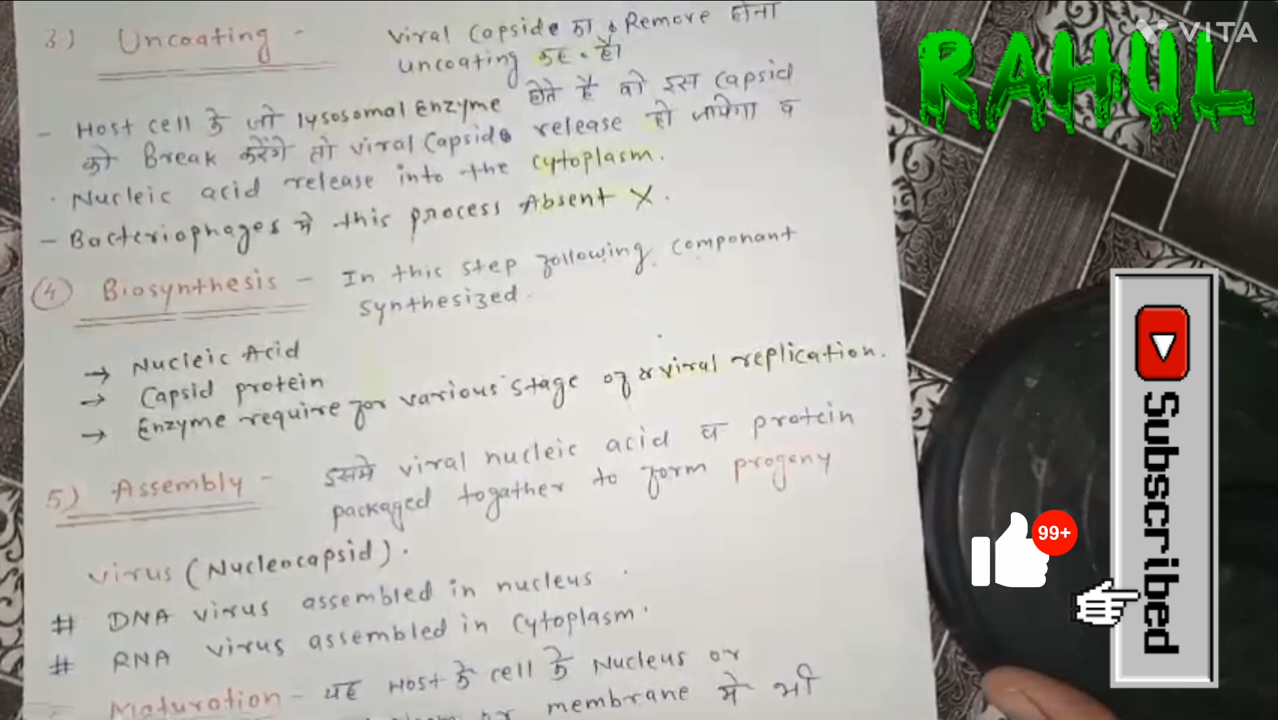 3) Uncoating - viral capside का Remore होना
uncoating कह. है।
- Host cell के जो lysosomal Enzyme होते है वो इस capsid
को Break करेंगे तो viral capside release हो जायेगा व
. Nucleic acid release into the cytoplasm.
- Bacteriophages मे this process Absent X.
4 Biosynthesis - In this step following componant
synthesized.
→ Nucleic Acid
→ Capsid protein
→ Enzyme require for various stage of viral replication.
5) Assembly - इसमे viral nucleic acid व protein
packaged togather to form progeny
virus (Nucleocapsid).
# DNA virus assembled in nucleus.
# RNA virus assembled in cytoplasm.
Maturation - यह Host के cell के Nucleus or
or membrane मे भी
RAHUL
VITA
Subscribed
99+